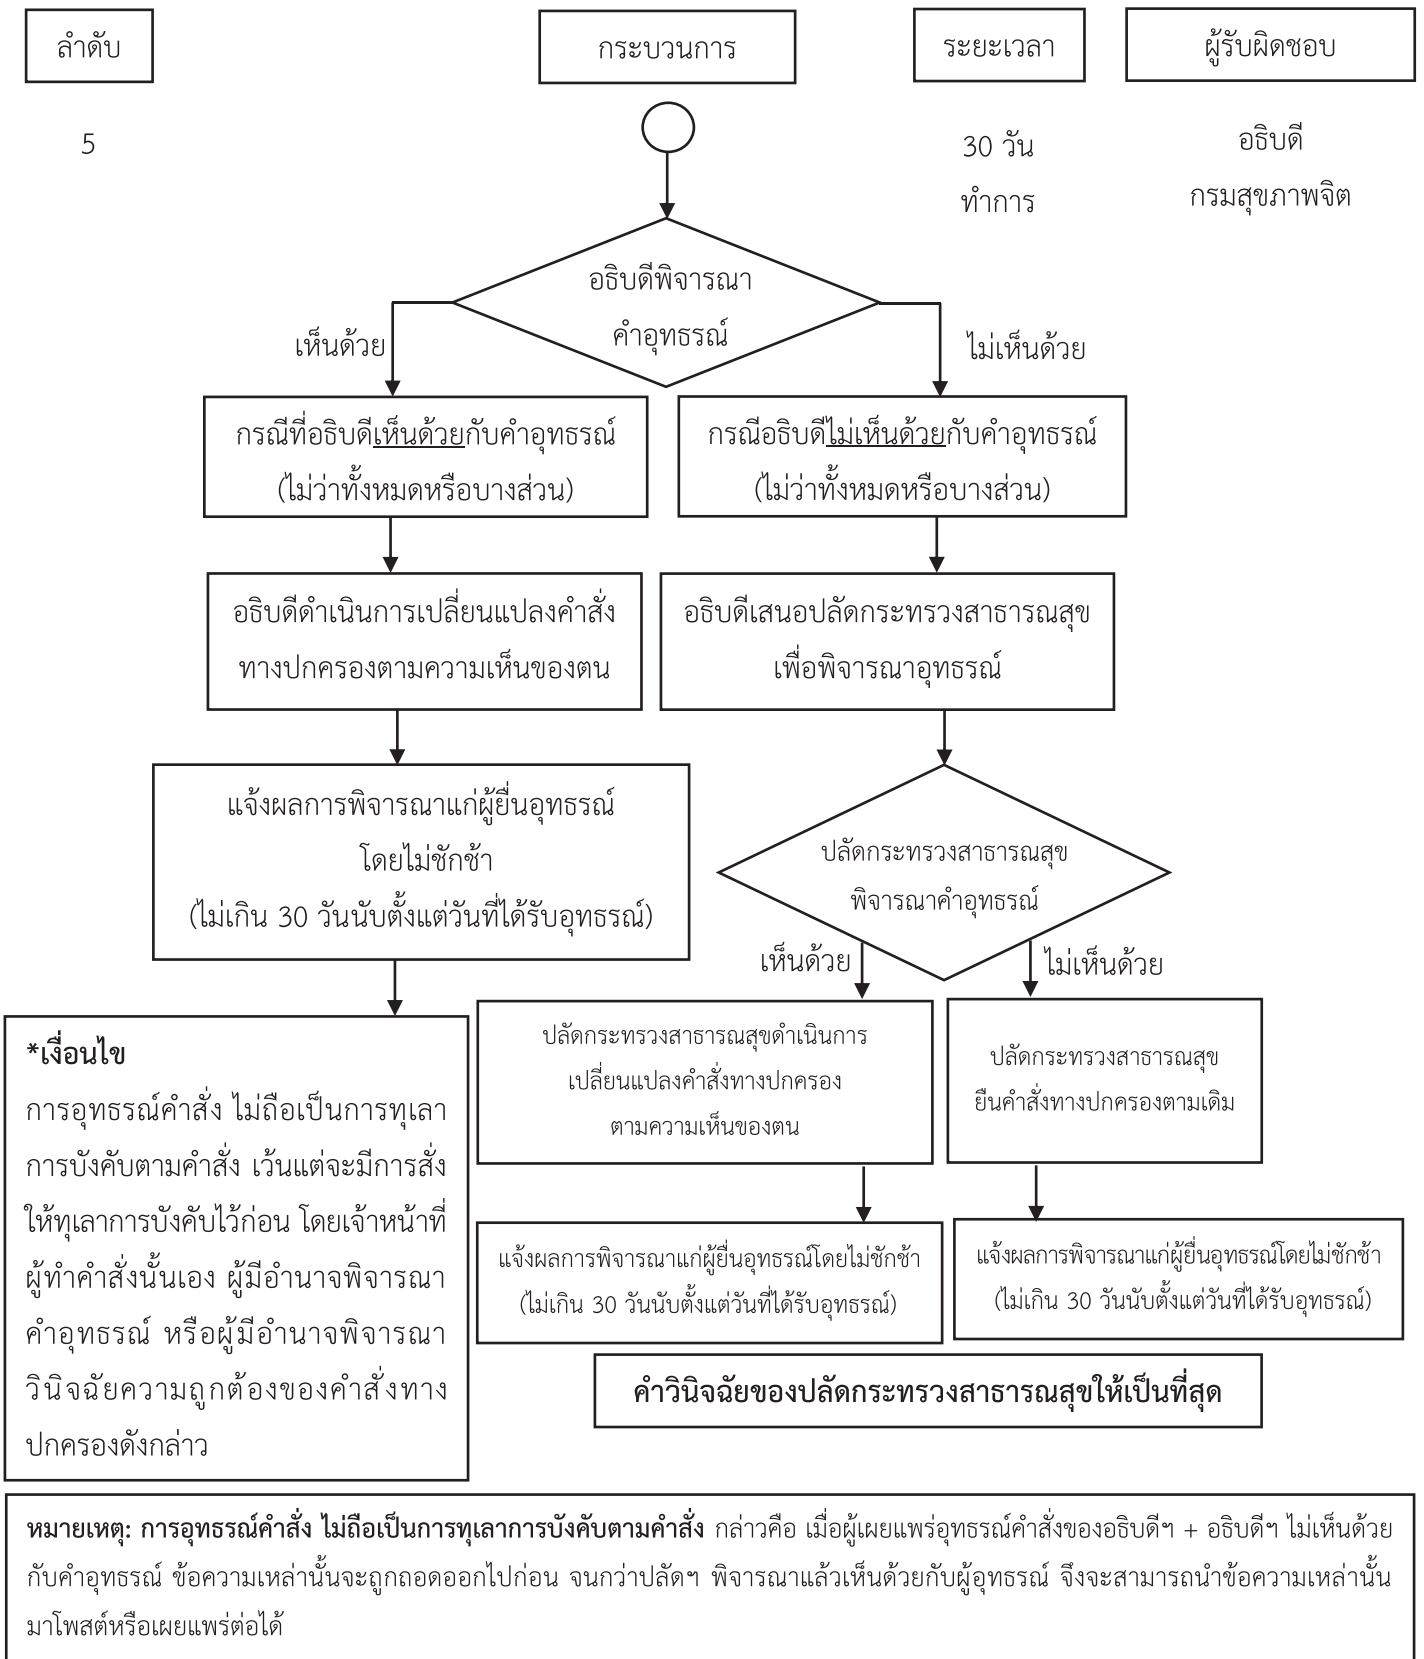 ลำดับ
กระบวนการ
ระยะเวลา
ผู้รับผิดชอบ
5
30 วัน
ทำการ
อธิบดี
กรมสุขภาพจิต
อธิบดีพิจารณา
คำอุทธรณ์
เห็นด้วย
ไม่เห็นด้วย
กรณีที่อธิบดีเห็นด้วยกับคำอุทธรณ์
(ไม่ว่าทั้งหมดหรือบางส่วน)
กรณีอธิบดีไม่เห็นด้วยกับคำอุทธรณ์
(ไม่ว่าทั้งหมดหรือบางส่วน)
อธิบดีดำเนินการเปลี่ยนแปลงคำสั่ง
ทางปกครองตามความเห็นของตน
อธิบดีเสนอปลัดกระทรวงสาธารณสุข
เพื่อพิจารณาอุทธรณ์
แจ้งผลการพิจารณาแก่ผู้ยื่นอุทธรณ์
โดยไม่ชักช้า
(ไม่เกิน 30 วันนับตั้งแต่วันที่ได้รับอุทธรณ์)
ปลัดกระทรวงสาธารณสุข
พิจารณาคำอุทธรณ์
เห็นด้วย
ไม่เห็นด้วย
*เงื่อนไข
การอุทธรณ์คำสั่ง ไม่ถือเป็นการทุเลา
การบังคับตามคำสั่ง เว้นแต่จะมีการสั่ง
ให้ทุเลาการบังคับไว้ก่อน โดยเจ้าหน้าที่
ผู้ทำคำสั่งนั้นเอง ผู้มีอำนาจพิจารณา
คำอุทธรณ์ หรือผู้มีอำนาจพิจารณา
วินิจฉัยความถูกต้องของคำสั่งทาง
ปกครองดังกล่าว
ปลัดกระทรวงสาธารณสุขดำเนินการ
เปลี่ยนแปลงคำสั่งทางปกครอง
ตามความเห็นของตน
ปลัดกระทรวงสาธารณสุข
ยืนคำสั่งทางปกครองตามเดิม
แจ้งผลการพิจารณาแก่ผู้ยื่นอุทธรณ์โดยไม่ชักช้า
(ไม่เกิน 30 วันนับตั้งแต่วันที่ได้รับอุทธรณ์)
แจ้งผลการพิจารณาแก่ผู้ยื่นอุทธรณ์โดยไม่ชักช้า
(ไม่เกิน 30 วันนับตั้งแต่วันที่ได้รับอุทธรณ์)
คำวินิจฉัยของปลัดกระทรวงสาธารณสุขให้เป็นที่สุด
หมายเหตุ: การอุทธรณ์คำสั่ง ไม่ถือเป็นการทุเลาการบังคับตามคำสั่ง กล่าวคือ เมื่อผู้เผยแพร่อุทธรณ์คำสั่งของอธิบดีฯ + อธิบดีฯ ไม่เห็นด้วย
กับคำอุทธรณ์ ข้อความเหล่านั้นจะถูกถอดออกไปก่อน จนกว่าปลัดฯ พิจารณาแล้วเห็นด้วยกับผู้อุทธรณ์ จึงจะสามารถนำข้อความเหล่านั้น
มาโพสต์หรือเผยแพร่ต่อได้